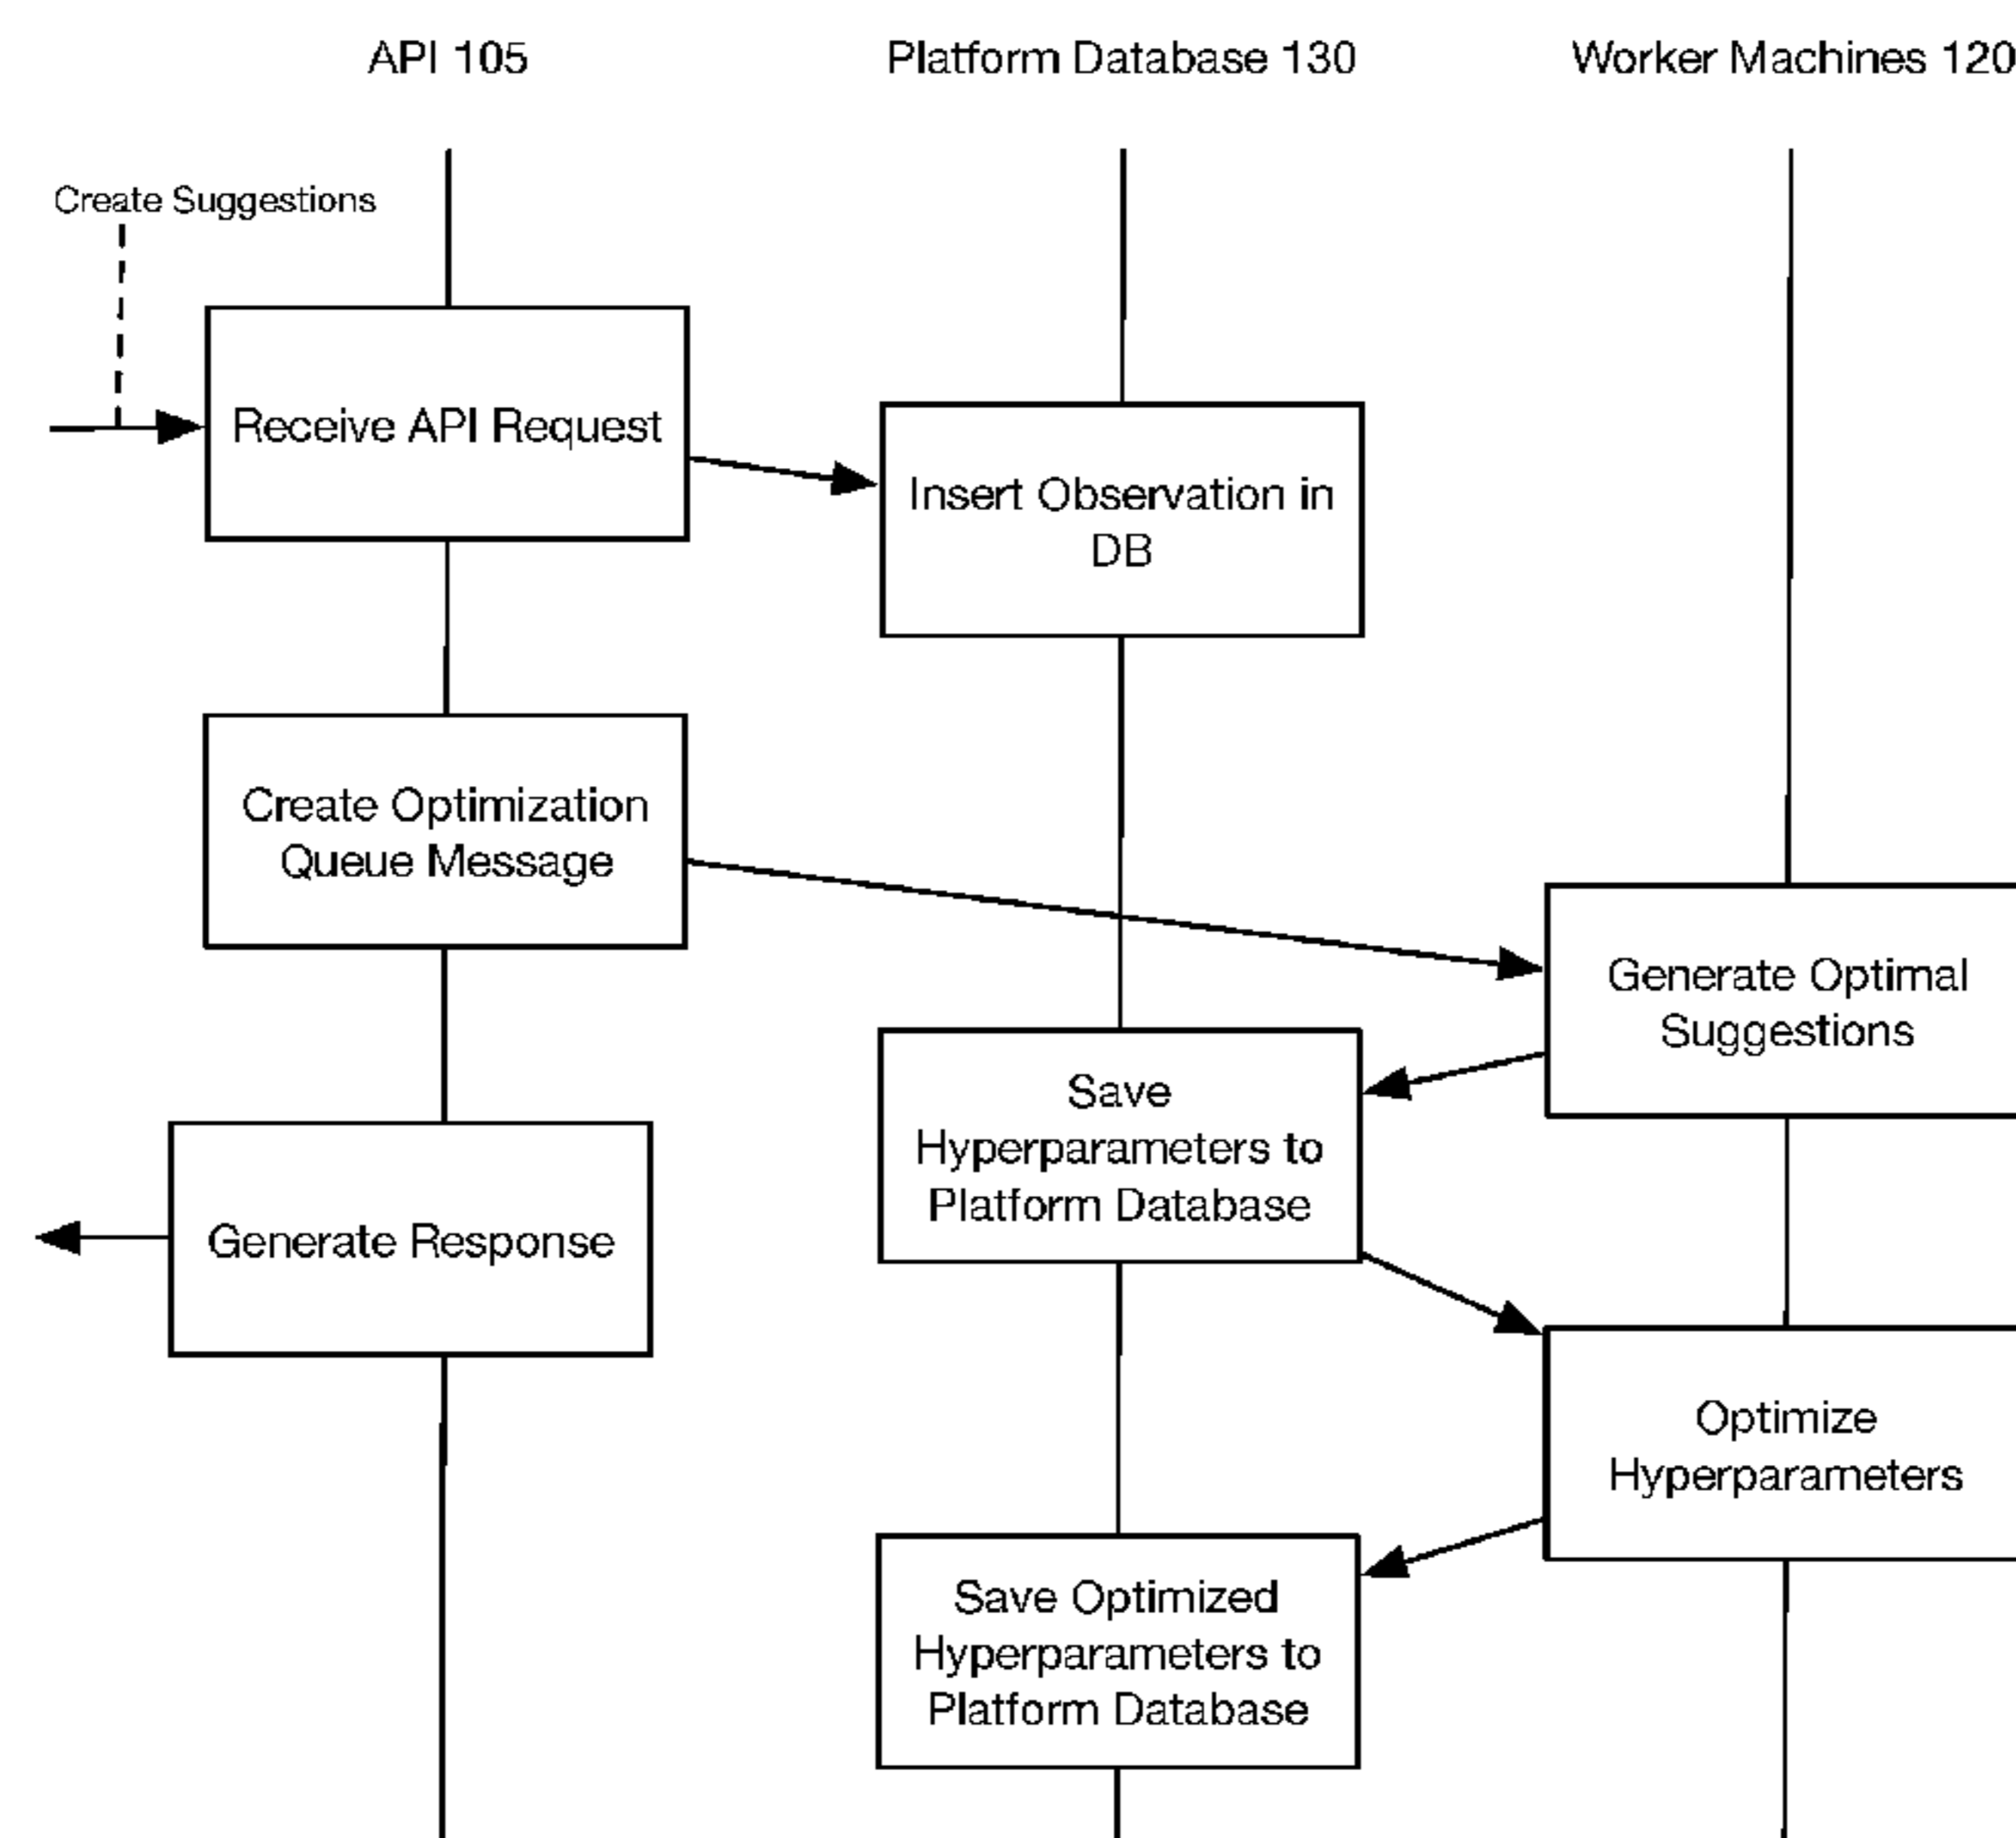 API 105
Platform Database 130
Worker Machines 120
Create Suggestions
Receive API Request
Insert Observation in
DB
Create Optimization
Queue Message
Generate Optimal
Suggestions
Save
Hyperparameters to
Platform Database
Generate Response
Optimize
Hyperparameters
Save Optimized
Hyperparameters to
Platform Database